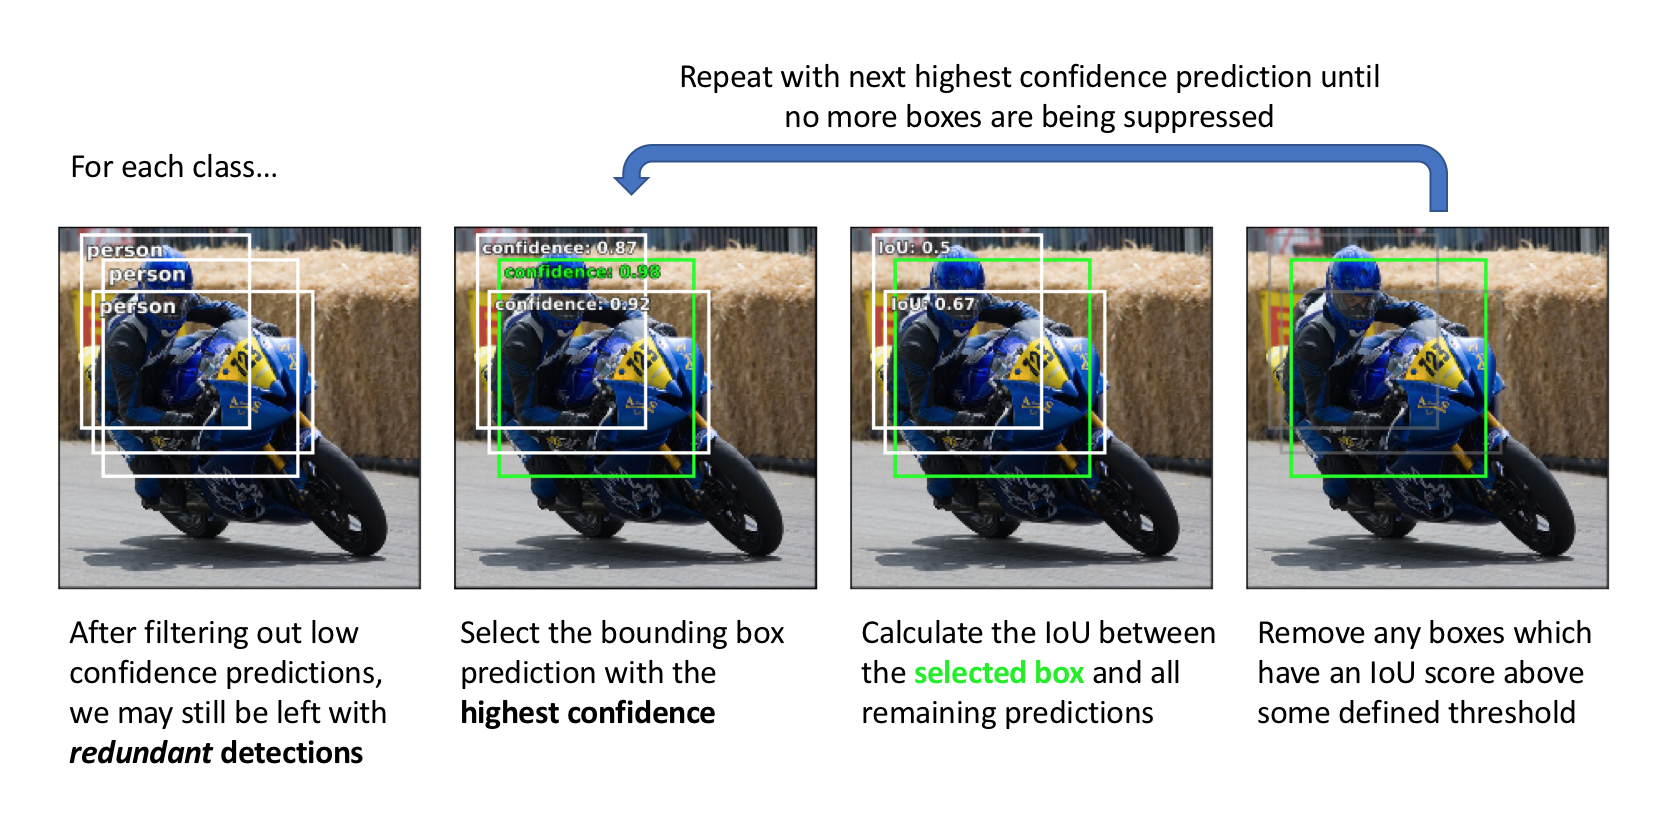 Repeat with next highest confidence prediction until
no more boxes are being suppressed
For each class...
person
person
person
confidence: 0.87
confidence: 0.98
confidence: 0.92
IoU: 0.5
IoU: 0.67
After filtering out low
confidence predictions,
we may still be left with
redundant detections
Select the bounding box
prediction with the
highest confidence
Calculate the IoU between
the selected box and all
remaining predictions
Remove any boxes which
have an IoU score above
some defined threshold